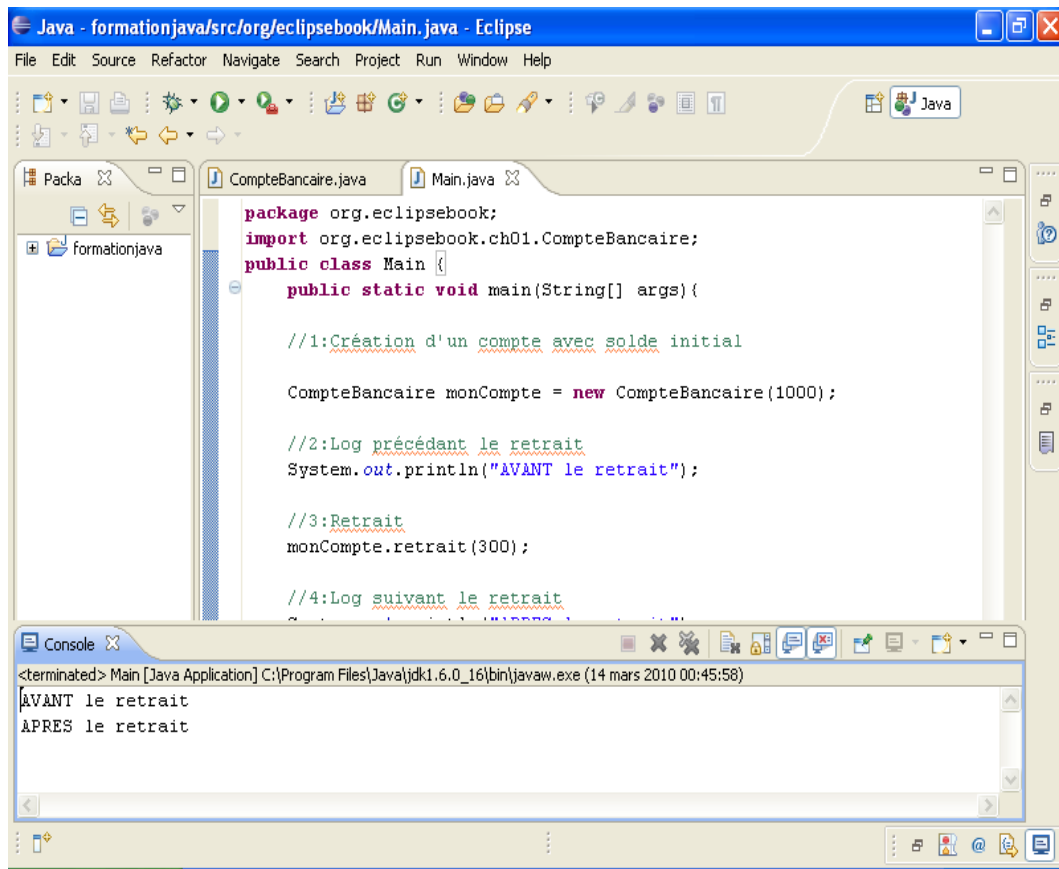 Java - formationjava/src/org/eclipsebook/Main.java - Eclipse
File Edit Source Refactor Navigate Search Project Run Window Help
Java
Packa
CompteBancaire.java
Main.java
formationjava
package org.eclipsebook;
import org.eclipsebook.ch01.CompteBancaire;
public class Main {
public static void main(String[] args){
//1:Création d'un compte avec solde initial
CompteBancaire monCompte = new CompteBancaire(1000);
//2:Log précédant le retrait
System.out.println("AVANT le retrait");
//3:Retrait
monCompte.retrait(300);
//4:Log suivant le retrait
Console
<terminated> Main [Java Application] C:\Program Files\Java\jdk1.6.0_16\bin\javaw.exe (14 mars 2010 00:45:58)
AVANT le retrait
APRES le retrait